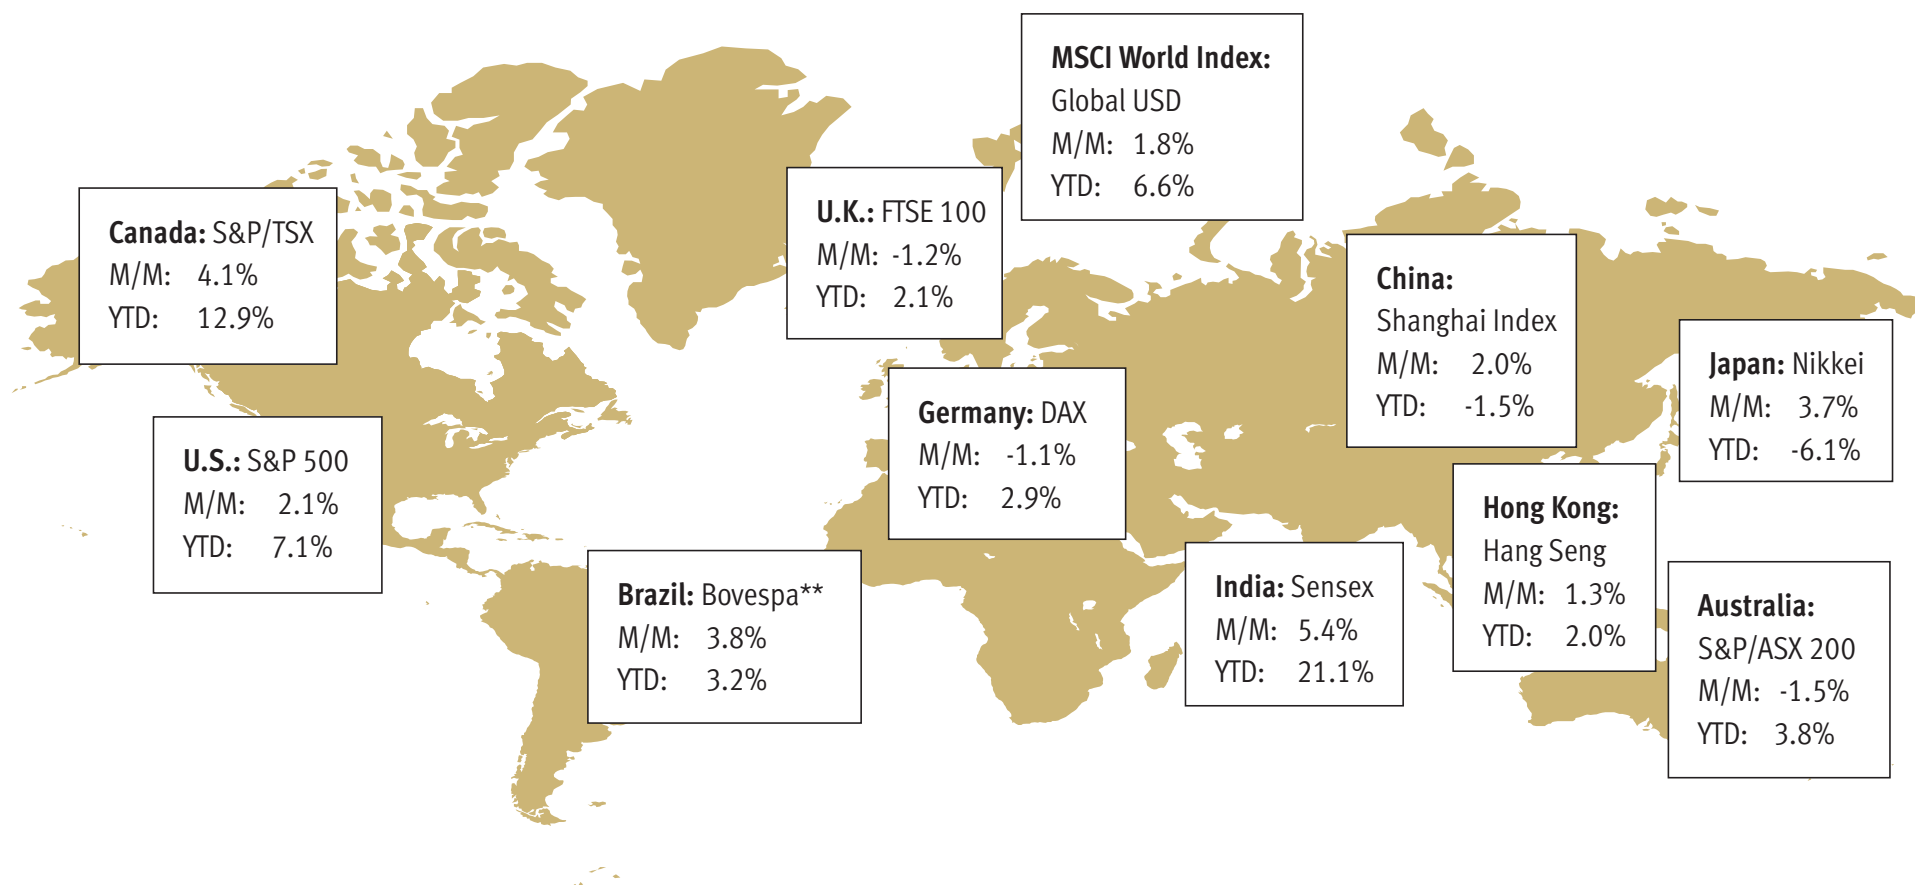 MSCI World Index:
Global USD
M/M: 1.8%
YTD: 6.6%
Canada: S&P/TSX
M/M: 4.1%
YTD: 12.9%
U.K.: FTSE 100
M/M: -1.2%
YTD: 2.1%
China:
Shanghai Index
M/M: 2.0%
YTD: -1.5%
Japan: Nikkei
M/M: 3.7%
YTD: -6.1%
Germany: DAX
M/M: -1.1%
YTD: 2.9%
U.S.: S&P 500
M/M: 2.1%
YTD: 7.1%
Hong Kong:
Hang Seng
M/M: 1.3%
YTD: 2.0%
Brazil: Bovespa**
M/M: 3.8%
YTD: 3.2%
India: Sensex
M/M: 5.4%
YTD: 21.1%
Australia:
S&P/ASX 200
M/M: -1.5%
YTD: 3.8%